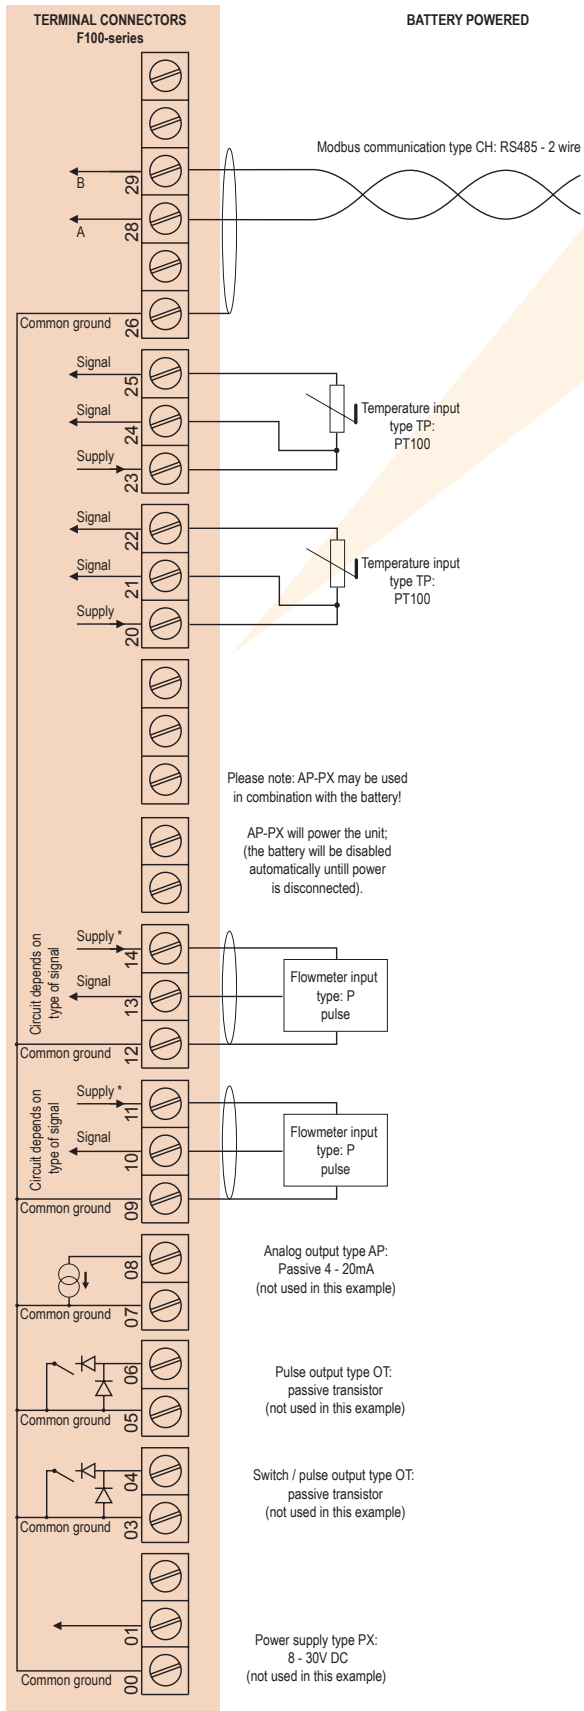 TERMINAL CONNECTORS
F100-series
BATTERY POWERED
Modbus communication type CH: RS485 - 2 wire
B
29
A
28
Common ground
26
Signal
25
Signal
24
Supply
23
Temperature input
type TP:
PT100
Signal
22
Signal
21
Supply
20
Temperature input
type TP:
PT100
Please note: AP-PX may be used
in combination with the battery!
AP-PX will power the unit;
(the battery will be disabled
automatically untill power
is disconnected).
Circuit depends on
type of signal
Supply *
14
Signal
13
Common ground
12
Flowmeter input
type: P
pulse
Circuit depends on
type of signal
Supply *
11
Signal
10
Common ground
09
Flowmeter input
type: P
pulse
08
Common ground
07
Analog output type AP:
Passive 4 - 20mA
(not used in this example)
06
Common ground
05
Pulse output type OT:
passive transistor
(not used in this example)
04
Common ground
03
Switch / pulse output type OT:
passive transistor
(not used in this example)
01
Common ground
00
Power supply type PX:
8 - 30V DC
(not used in this example)